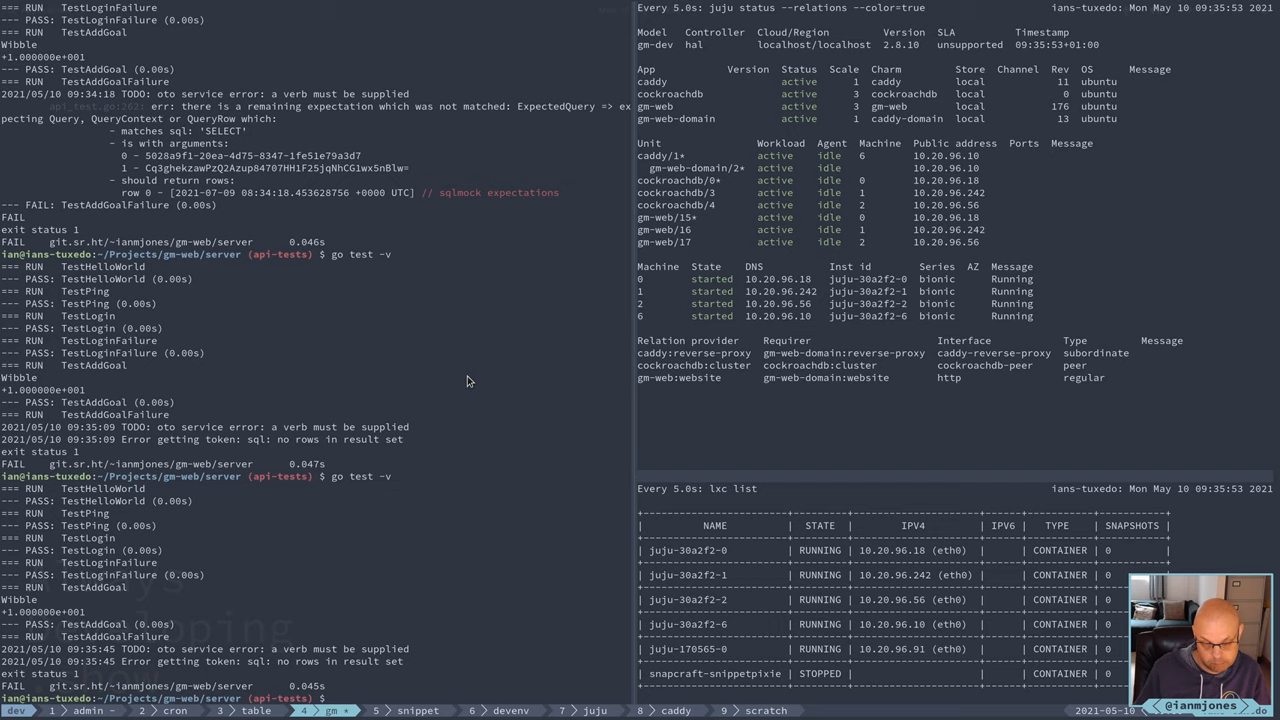 === RUN   TestLoginFailure
--- PASS: TestLoginFailure (0.00s)
=== RUN   TestAddGoal
Wibble
+1.000000e+001
--- PASS: TestAddGoal (0.00s)
=== RUN   TestAddGoalFailure
2021/05/10 09:34:18 TODO: oto service error: a verb must be supplied
api_test.go:262: err: there is a remaining expectation which was not matched: ExpectedQuery => ex
pecting Query, QueryContext or QueryRow which:
- matches sql: 'SELECT'
- is with arguments:
0 - 5028a9f1-20ea-4d75-8347-1fe51e79a3d7
1 - Cq3ghekzawPzQ2Azup84707HH1F25jqNhCG1wx5nBlw=
- should return rows:
row 0 - [2021-07-09 08:34:18.453628756 +0000 UTC] // sqlmock expectations
--- FAIL: TestAddGoalFailure (0.00s)
FAIL
exit status 1
FAIL    git.sr.ht/~ianmjones/gm-web/server      0.046s
ian@ians-tuxedo:~/Projects/gm-web/server (api-tests) $ go test -v
=== RUN   TestHelloWorld
--- PASS: TestHelloWorld (0.00s)
=== RUN   TestPing
--- PASS: TestPing (0.00s)
=== RUN   TestLogin
--- PASS: TestLogin (0.00s)
=== RUN   TestLoginFailure
--- PASS: TestLoginFailure (0.00s)
=== RUN   TestAddGoal
Wibble
+1.000000e+001
--- PASS: TestAddGoal (0.00s)
=== RUN   TestAddGoalFailure
2021/05/10 09:35:09 TODO: oto service error: a verb must be supplied
2021/05/10 09:35:09 Error getting token: sql: no rows in result set
exit status 1
FAIL    git.sr.ht/~ianmjones/gm-web/server      0.047s
ian@ians-tuxedo:~/Projects/gm-web/server (api-tests) $ go test -v
=== RUN   TestHelloWorld
--- PASS: TestHelloWorld (0.00s)
=== RUN   TestPing
--- PASS: TestPing (0.00s)
=== RUN   TestLogin
--- PASS: TestLogin (0.00s)
=== RUN   TestLoginFailure
--- PASS: TestLoginFailure (0.00s)
=== RUN   TestAddGoal
Wibble
+1.000000e+001
--- PASS: TestAddGoal (0.00s)
=== RUN   TestAddGoalFailure
2021/05/10 09:35:45 TODO: oto service error: a verb must be supplied
2021/05/10 09:35:45 Error getting token: sql: no rows in result set
exit status 1
FAIL    git.sr.ht/~ianmjones/gm-web/server      0.045s
ian@ians-tuxedo:~/Projects/gm-web/server (api-tests) $
Every 5.0s: juju status --relations --color=true    ians-tuxedo: Mon May 10 09:35:53 2021
Model   Controller  Cloud/Region         Version  SLA          Timestamp
gm-dev  hal         localhost/localhost  2.8.10   unsupported  09:35:53+01:00
App            Version  Status  Scale  Charm         Store  Channel  Rev  OS      Message
caddy                   active      1  caddy         local            11  ubuntu
cockroachdb             active      3  cockroachdb   local             0  ubuntu
gm-web                  active      3  gm-web        local           176  ubuntu
gm-web-domain           active      1  caddy-domain  local            13  ubuntu
Unit                Workload  Agent  Machine  Public address  Ports  Message
caddy/1*            active    idle   6        10.20.96.10
gm-web-domain/2*  active    idle            10.20.96.10
cockroachdb/0*      active    idle   0        10.20.96.18
cockroachdb/3       active    idle   1        10.20.96.242
cockroachdb/4       active    idle   2        10.20.96.56
gm-web/15*          active    idle   0        10.20.96.18
gm-web/16           active    idle   1        10.20.96.242
gm-web/17           active    idle   2        10.20.96.56
Machine  State    DNS           Inst id        Series  AZ  Message
0        started  10.20.96.18   juju-30a2f2-0  bionic      Running
1        started  10.20.96.242  juju-30a2f2-1  bionic      Running
2        started  10.20.96.56   juju-30a2f2-2  bionic      Running
6        started  10.20.96.10   juju-30a2f2-6  bionic      Running
Relation provider    Requirer                     Interface            Type         Message
caddy:reverse-proxy  gm-web-domain:reverse-proxy  caddy-reverse-proxy  subordinate
cockroachdb:cluster  cockroachdb:cluster          cockroachdb-peer     peer
gm-web:website       gm-web-domain:website        http                 regular
Every 5.0s: lxc list    ians-tuxedo: Mon May 10 09:35:53 2021
| NAME | STATE | IPV4 | IPV6 | TYPE | SNAPSHOTS |
| juju-30a2f2-0 | RUNNING | 10.20.96.18 (eth0) | | CONTAINER | 0 |
| juju-30a2f2-1 | RUNNING | 10.20.96.242 (eth0) | | CONTAINER | 0
| juju-30a2f2-2 | RUNNING | 10.20.96.56 (eth0) | | CONTAINER | 0
| juju-30a2f2-6 | RUNNING | 10.20.96.10 (eth0) | | CONTAINER | 0
| juju-170565-0 | RUNNING | 10.20.96.91 (eth0) | | CONTAINER | 0
| snapcraft-snippetpixie | STOPPED | | | CONTAINER | 0
dev 1 admin - 2 cron 3 table 4 gm * 5 snippet 6 devenv 7 juju 8 caddy 9 scratch 2021-05-10